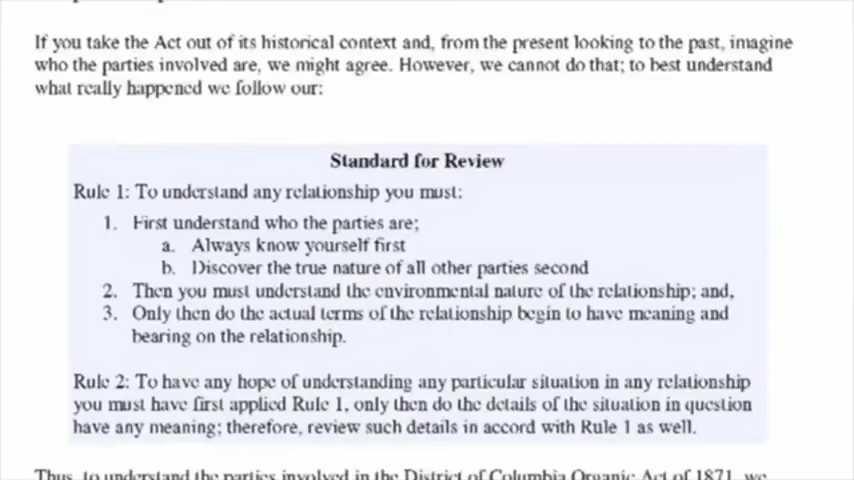 If you take the Act out of its historical context and, from the present looking to the past, imagine
who the parties involved are, we might agree. However, we cannot do that; to best understand
what really happened we follow our:
Standard for Review
Rule 1: To understand any relationship you must:
1. First understand who the parties are;
a. Always know yourself first
b. Discover the true nature of all other parties second
2. Then you must understand the environmental nature of the relationship; and,
3. Only then do the actual terms of the relationship begin to have meaning and
bearing on the relationship.
Rule 2: To have any hope of understanding any particular situation in any relationship
you must have first applied Rule 1, only then do the details of the situation in question
have any meaning; therefore, review such details in accord with Rule 1 as well.
Thus, to understand the parties involved in the District of Columbia Organic Act of 1871, we